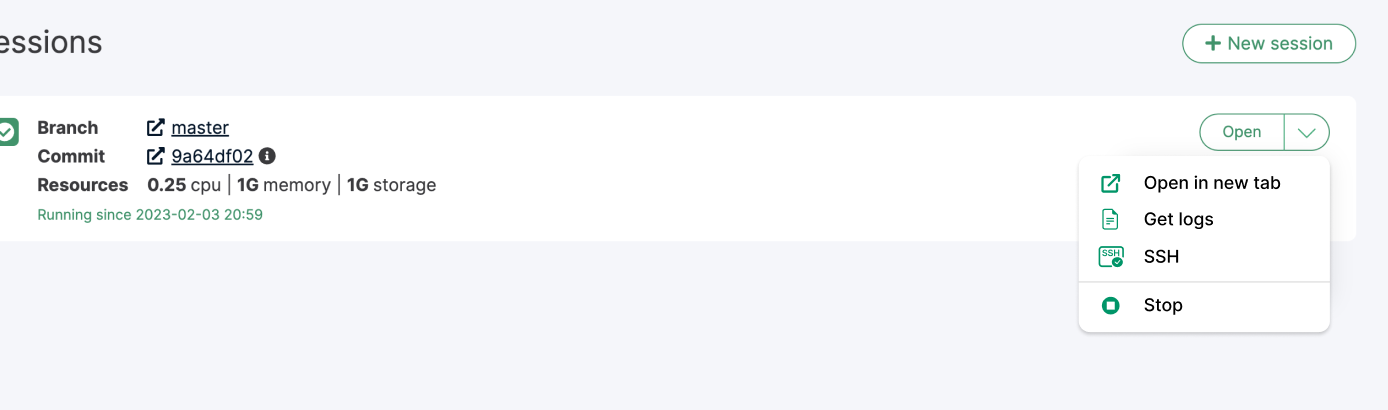 essions
+ New session
Branch master
Commit 9a64df02
Resources 0.25 cpu | 1G memory | 1G storage
Running since 2023-02-03 20:59
Open
Open in new tab
Get logs
SSH SSH
Stop